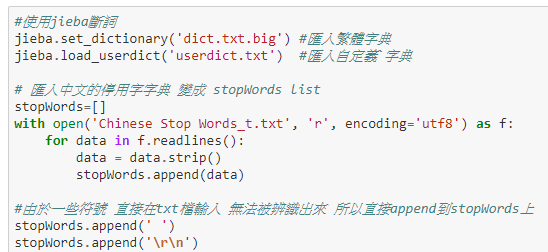 #使用jieba斷詞
jieba.set_dictionary('dict.txt.big') #匯入繁體字典
jieba.load_userdict('userdict.txt')  #匯入自定義 字典
# 匯入中文的停用字字典 變成 stopWords list
stopWords=[]
with open('Chinese Stop Words_t.txt', 'r', encoding='utf8') as f:
    for data in f.readlines():
        data = data.strip()
        stopWords.append(data)
#由於一些符號 直接在txt檔輸入 無法被辨識出來 所以直接append到stopWords上
stopWords.append(' ')
stopWords.append('\r\n')